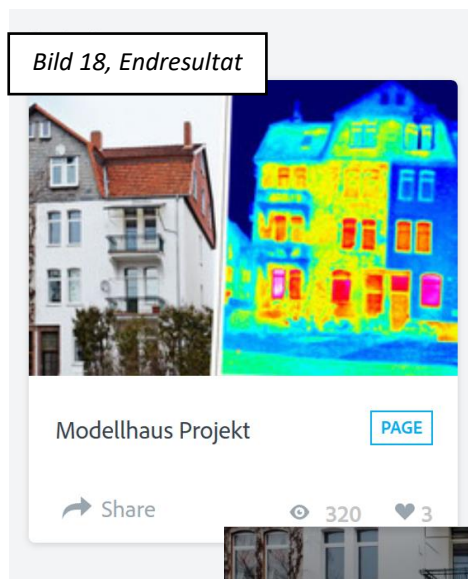 Bild 18, Endresultat
Modellhaus Projekt
PAGE
Share
320
3